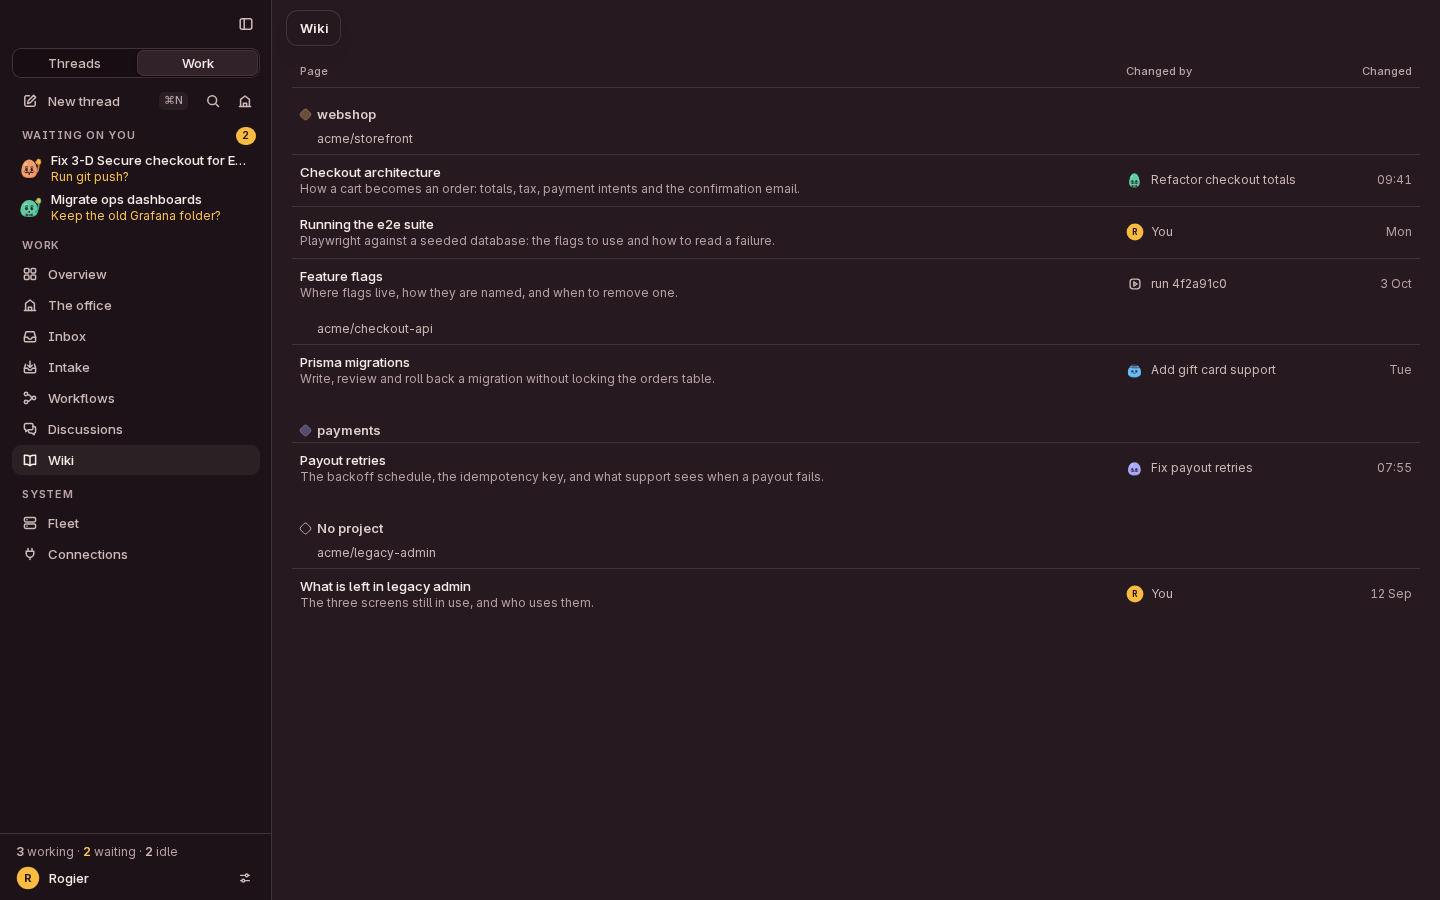 Threads
Work
New thread
⌘N
WAITING ON YOU
2
Fix 3-D Secure checkout for E…
Run git push?
Migrate ops dashboards
Keep the old Grafana folder?
WORK
Overview
The office
Inbox
Intake
Workflows
Discussions
Wiki
SYSTEM
Fleet
Connections
3 working · 2 waiting · 2 idle
R
Rogier
Wiki
Page
Changed by
Changed
webshop
acme/storefront
Checkout architecture
How a cart becomes an order: totals, tax, payment intents and the confirmation email.
Refactor checkout totals
09:41
Running the e2e suite
Playwright against a seeded database: the flags to use and how to read a failure.
R
You
Mon
Feature flags
Where flags live, how they are named, and when to remove one.
run 4f2a91c0
3 Oct
acme/checkout-api
Prisma migrations
Write, review and roll back a migration without locking the orders table.
Add gift card support
Tue
payments
Payout retries
The backoff schedule, the idempotency key, and what support sees when a payout fails.
Fix payout retries
07:55
No project
acme/legacy-admin
What is left in legacy admin
The three screens still in use, and who uses them.
R
You
12 Sep